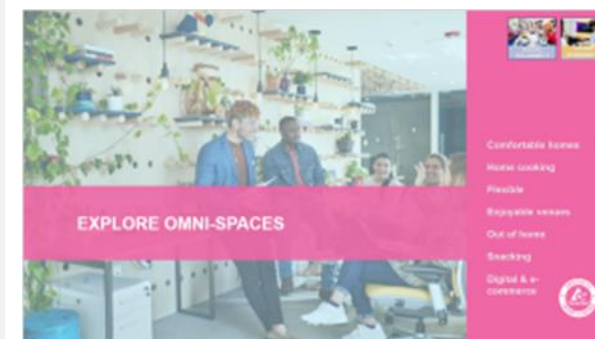 EXPLORE OMNI-SPACES
Comfortable homes
Home cooking
Flexible
Enjoyable venues
Out of home
Snacking
Digital & e-
commerce